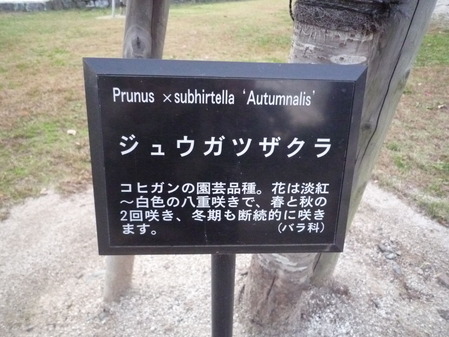 Prunus ×subhirtella ‘Autumnalis’
ジュウガツザクラ
コヒガンの園芸品種。花は淡紅
～白色の八重咲きで、春と秋の
2回咲き、冬期も断続的に咲き
ます。 (バラ科)